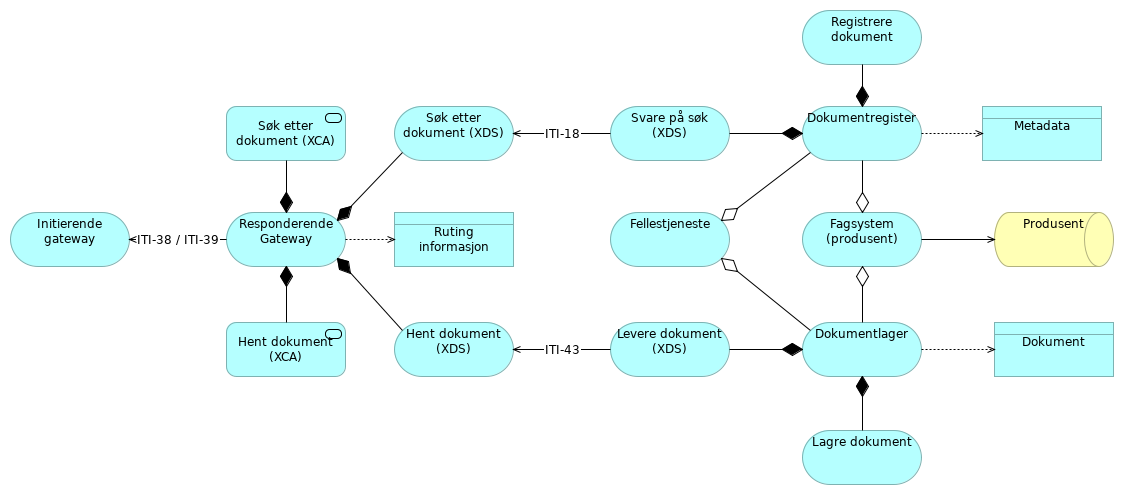 Registrere
dokument
Søk etter
dokument (XCA)
Søk etter
dokument (XDS)
ITI-18
Svare på søk
(XDS)
Dokumentregister
Metadata
Initierende
gateway
ITI-38 / ITI-39
Responderende
Gateway
Ruting
informasjon
Fellestjeneste
Fagsystem
(produsent)
Produsent
Hent dokument
(XCA)
Hent dokument
(XDS)
ITI-43
Levere dokument
(XDS)
Dokumentlager
Dokument
Lagre dokument